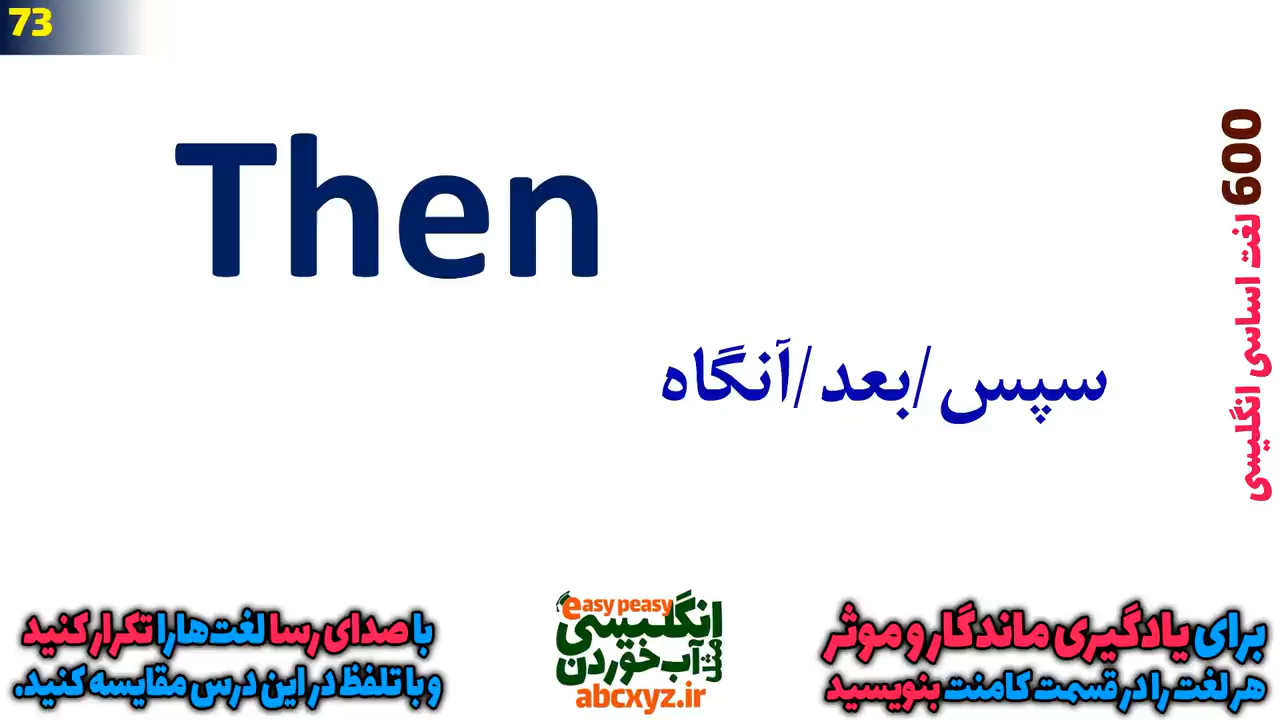 73
Then
سپس/بعد/آنگاه
600 لغت اساسی انگلیسی
برای یادگیری ماندگار و موثر
هر لغت را در قسمت کامنت بنویسید
easy peasy
انگلیسی
مثل آب خوردن
abcxyz.ir
با صدای رسا لغت‌ها را تکرار کنید
و با تلفظ در این درس مقایسه کنید.